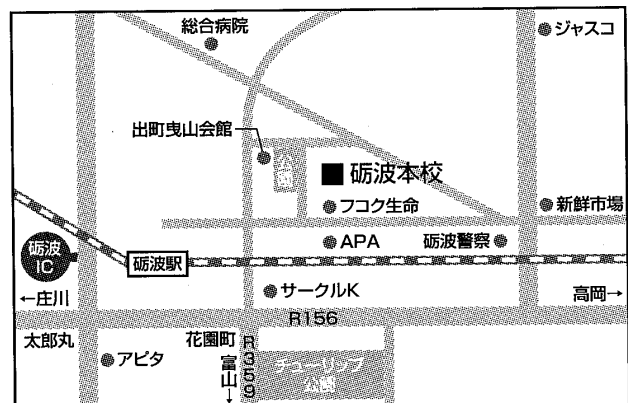 総合病院
ジャスコ
出町曳山会館
公園
砺波本校
フコク生命
新鮮市場
APA
砺波警察
砺波
IC
砺波駅
←庄川
サークルK
高岡→
R156
太郎丸
アピタ
花園町
R359
富山↓
チューリップ
公園